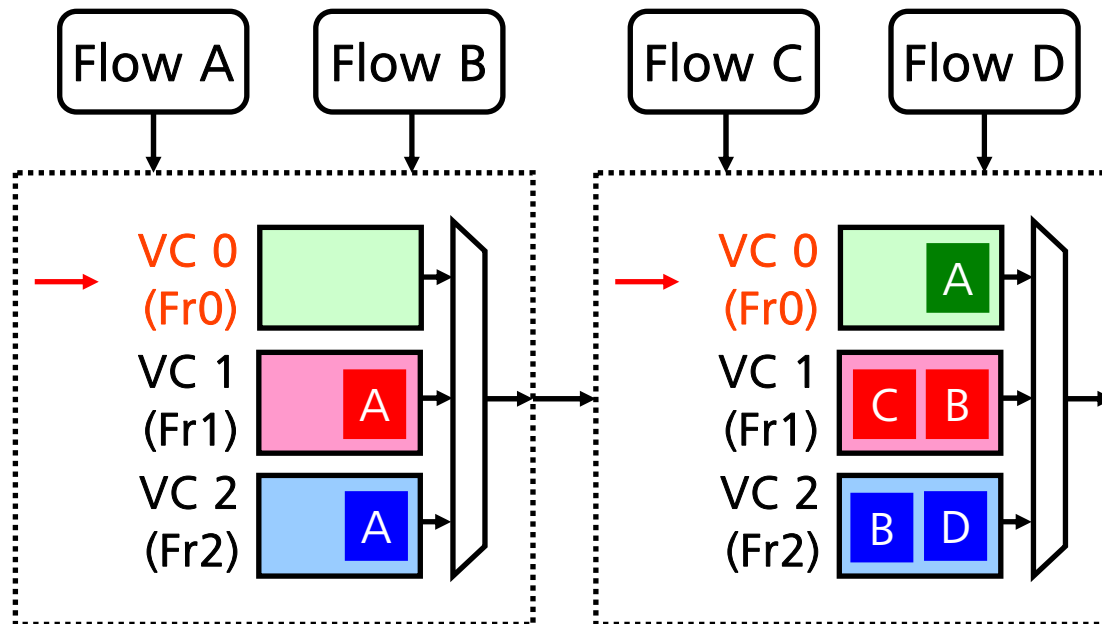 Flow A
Flow B
Flow C
Flow D
VC 0
(Fr0)
VC 1
(Fr1)
A
VC 2
(Fr2)
A
VC 0
(Fr0)
A
VC 1
(Fr1)
C B
VC 2
(Fr2)
B D